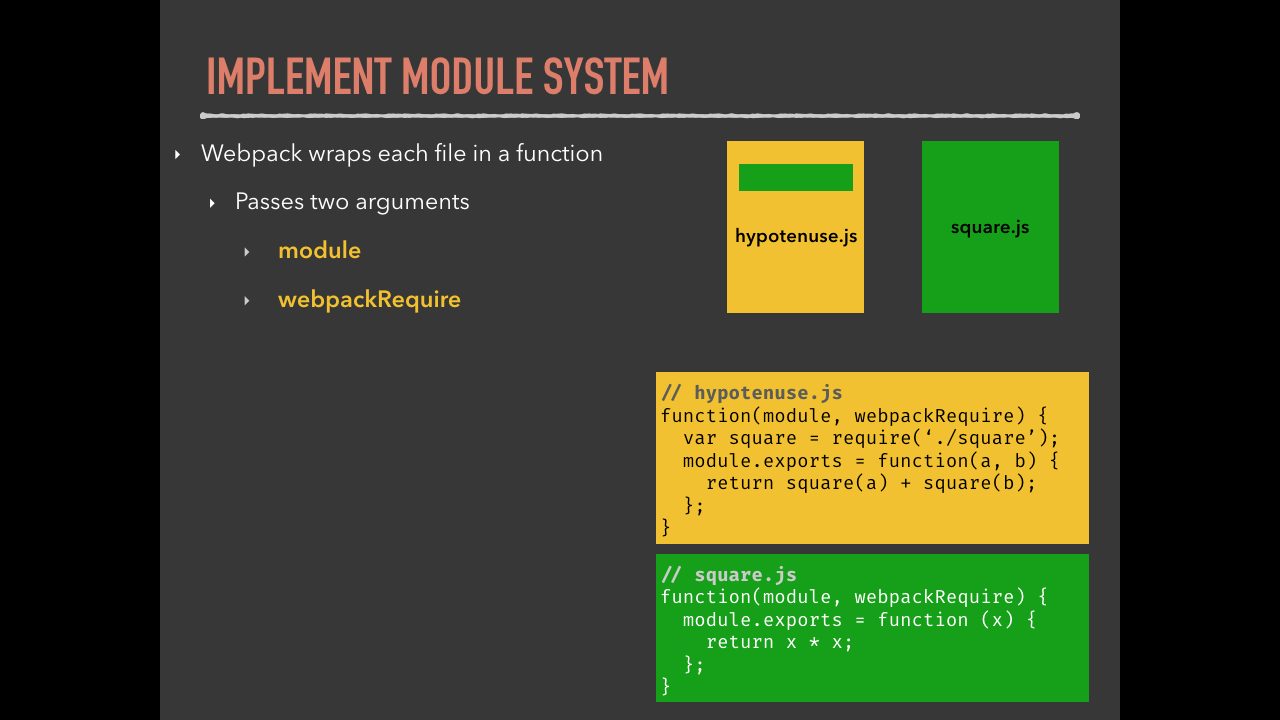 IMPLEMENT MODULE SYSTEM
Webpack wraps each file in a function
Passes two arguments
module
webpackRequire
hypotenuse.js
square.js
// hypotenuse.js
function(module, webpackRequire) {
  var square = require(‘./square’);
  module.exports = function(a, b) {
    return square(a) + square(b);
  };
}
// square.js
function(module, webpackRequire) {
  module.exports = function (x) {
    return x * x;
  };
}